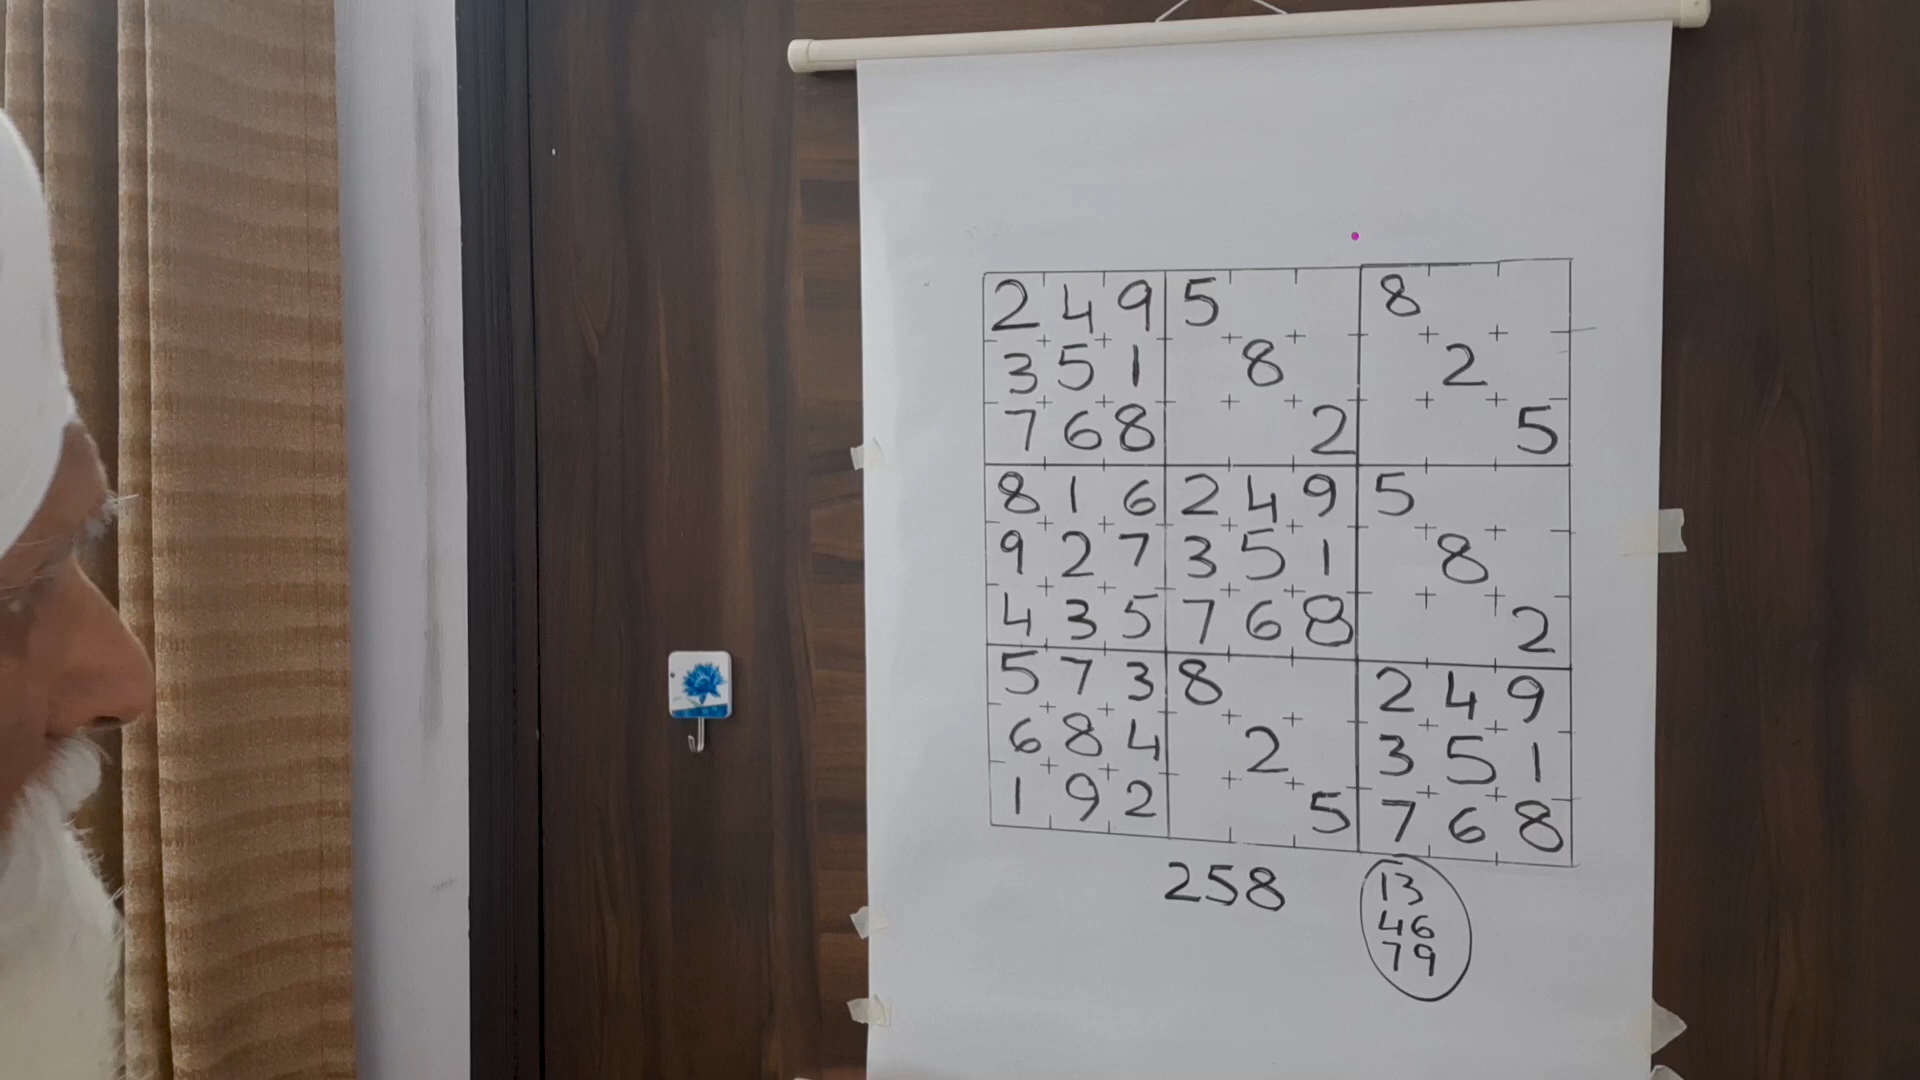 2 4 9 5 8
3 5 1 8 2
7 6 8 2 5
8 1 6 2 4 9 5
9 2 7 3 5 1 8
4 3 5 7 6 8 2
5 7 3 8 2 4 9
6 8 4 2 3 5 1
1 9 2 5 7 6 8
258
13
46
79